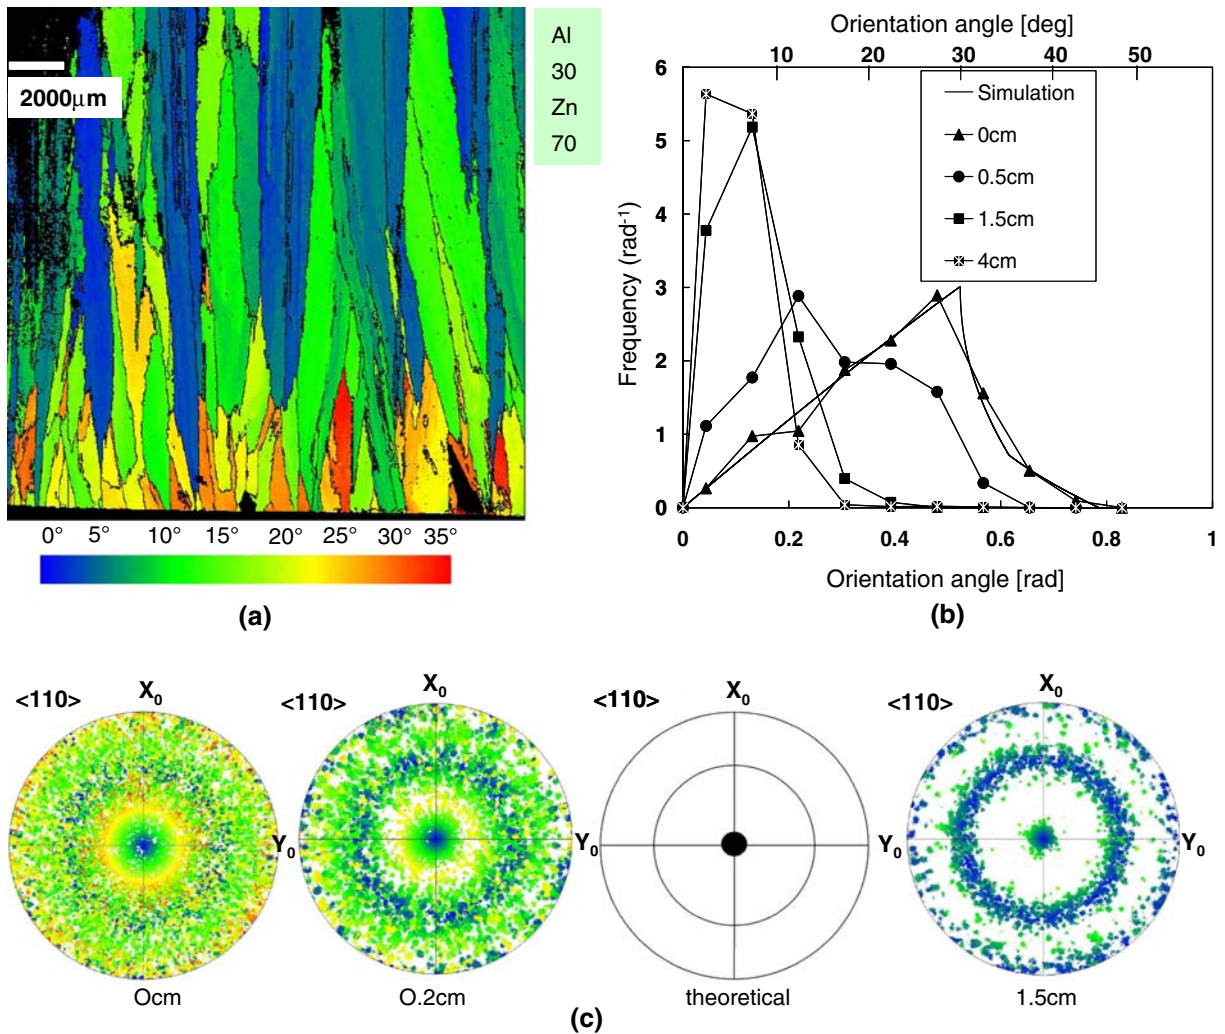 2000μm
Al
30
Zn
70
0° 5° 10° 15° 20° 25° 30° 35°
(a)
Orientation angle [deg]
10 20 30 40 50
Frequency (rad-1)
6
5
4
3
2
1
0
Simulation
0cm
0.5cm
1.5cm
4cm
0 0.2 0.4 0.6 0.8 1
Orientation angle [rad]
(b)
<110> X0 <110> X0 <110> X0 <110> X0
Y0 Y0 Y0 Y0
Ocm O.2cm theoretical 1.5cm
(c)